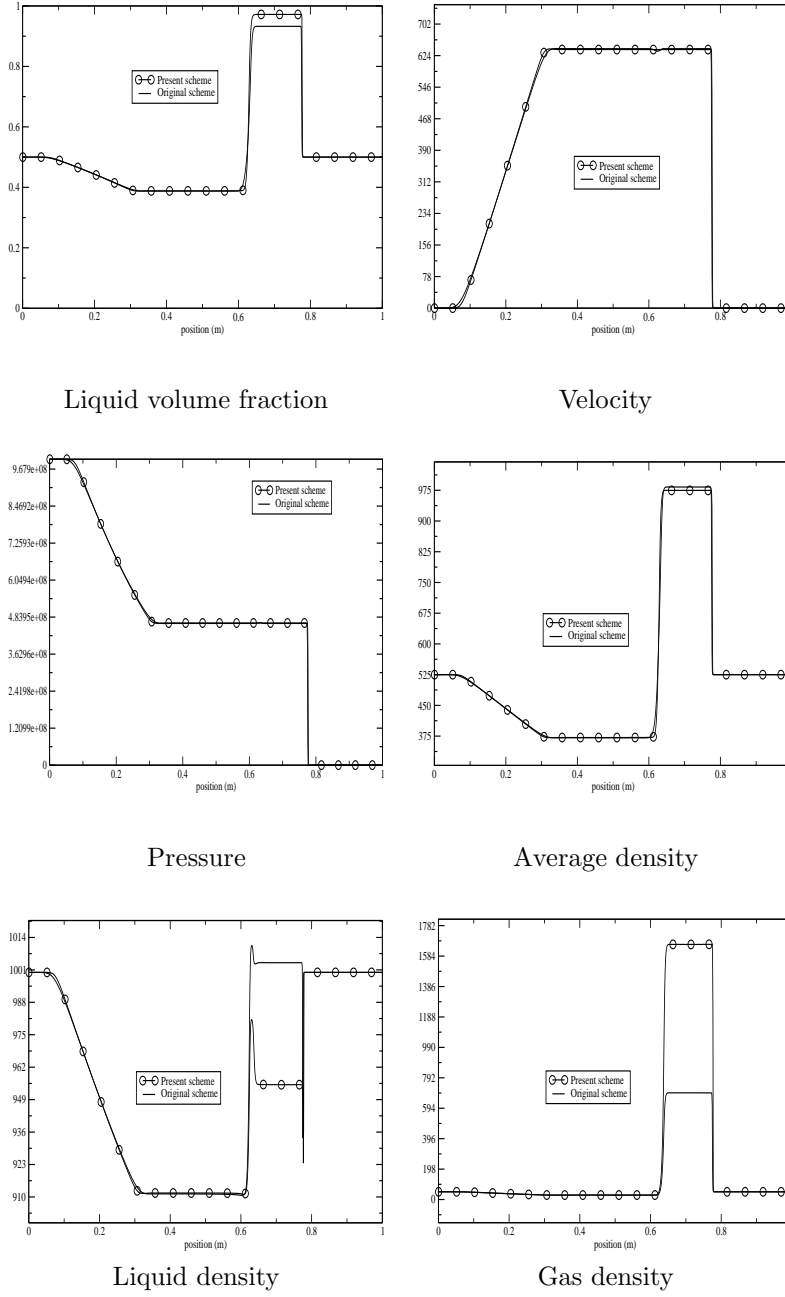 1
0.8
0.6
0.4
0.2
0
0 0.2 0.4 0.6 0.8 1
position (m)
Present scheme
Original scheme
Liquid volume fraction
702
624
546
468
390
312
234
156
78
0
0 0.2 0.4 0.6 0.8
position (m)
Present scheme
Original scheme
Velocity
9.679e+08
8.4692e+08
7.2593e+08
6.0494e+08
4.8395e+08
3.6296e+08
2.4198e+08
1.2099e+08
0
0 0.2 0.4 0.6 0.8 1
position (m)
Present scheme
Original scheme
Pressure
975
900
825
750
675
600
525
450
375
0 0.2 0.4 0.6 0.8
position (m)
Present scheme
Original scheme
Average density
1014
1001
988
975
962
949
936
923
910
0 0.2 0.4 0.6 0.8 1
position (m)
Present scheme
Original scheme
Liquid density
1782
1584
1386
1188
990
792
594
396
198
0
0 0.2 0.4 0.6 0.8
position (m)
Present scheme
Original scheme
Gas density